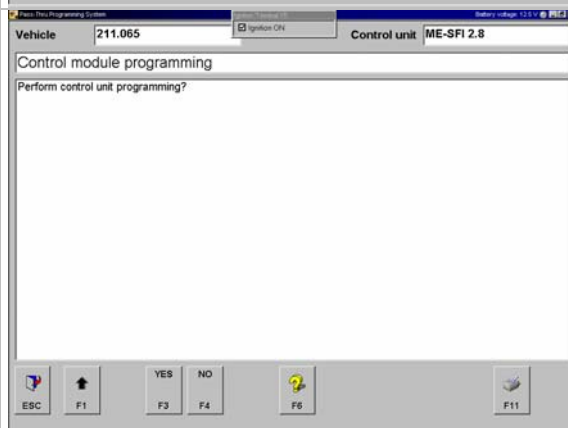 Pass-Thru Programming System
Battery voltage 12.5 V
Ignition ON
Vehicle 211.065 Control unit ME-SFI 2.8
Control module programming
Perform control unit programming?
YES NO
ESC F1 F3 F4 F6 F11